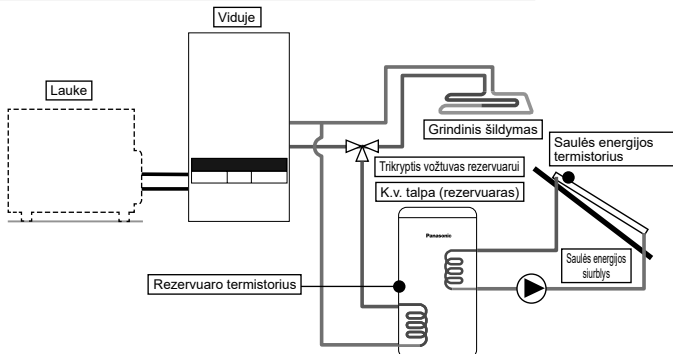 Viduje
Lauke
Grindinis šildymas
Saulės energijos
termistorius
Trikryptis vožtuvas rezervuarui
K.v. talpa (rezervuaras)
Panasonic
Saulės energijos
siurblys
Rezervuaro termistorius